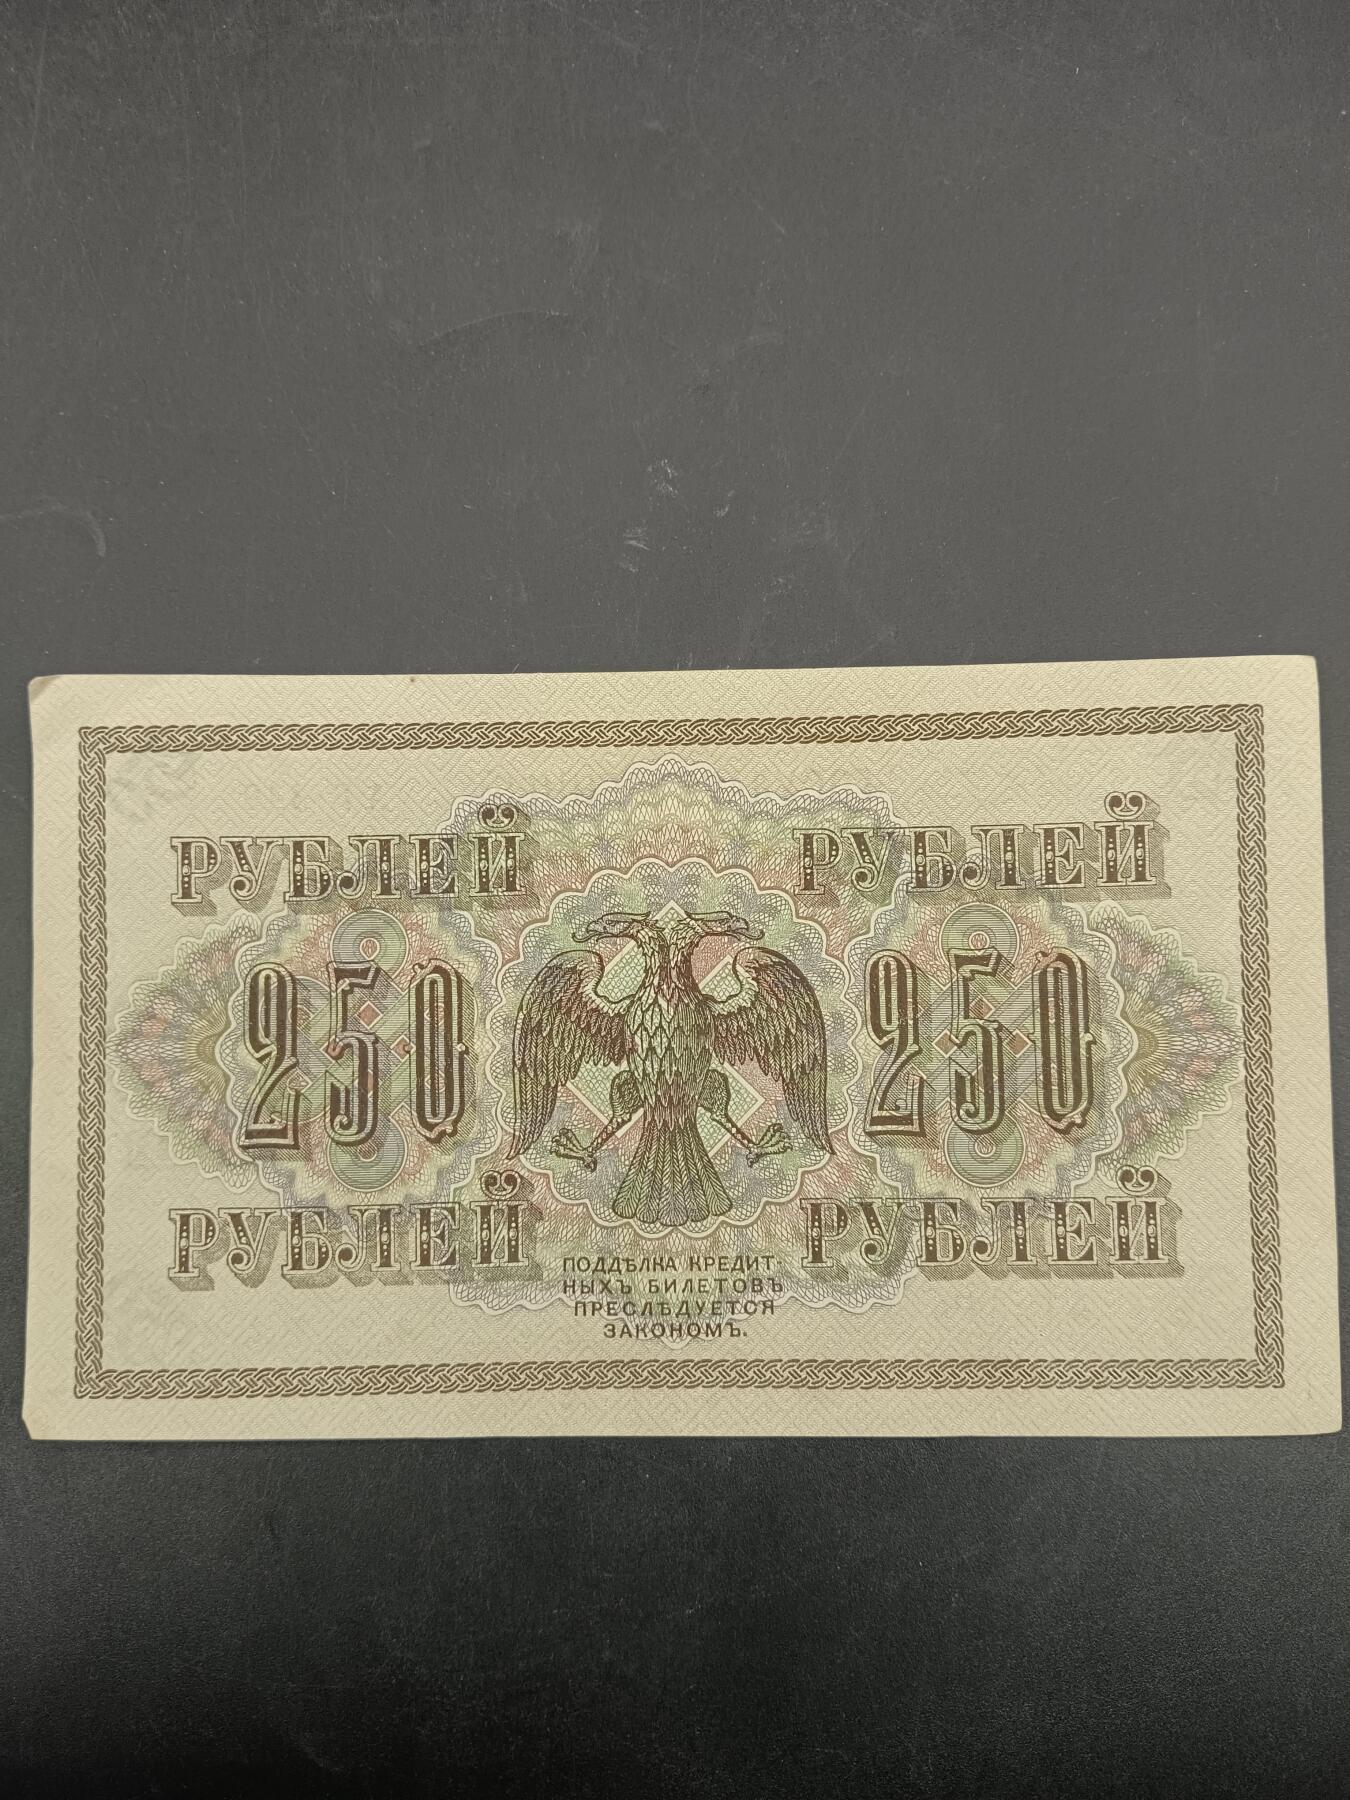 РУБЛЕЙ РУБЛЕЙ
250 250
РУБЛЕЙ РУБЛЕЙ
ПОДДѢЛКА КРЕДИТ-
НЫХЪ БИЛЕТОВЪ
ПРЕСЛѢДУЕТСЯ
ЗАКОНОМЪ.